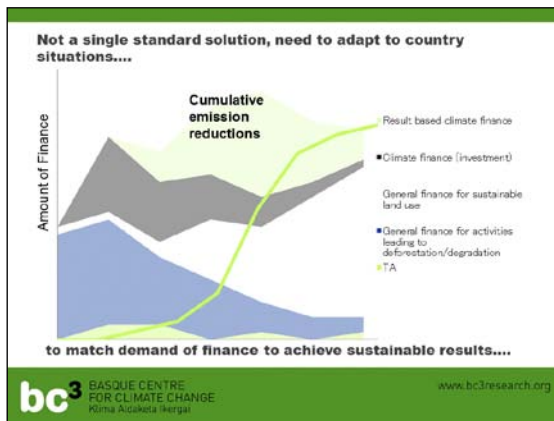 Not a single standard solution, need to adapt to country
situations....
Cumulative
emission
reductions
Amount of Finance
Result based climate finance
Climate finance (investment)
General finance for sustainable
land use
General finance for activities
leading to
deforestation/degradation
TA
to match demand of finance to achieve sustainable results....
bc3
BASQUE CENTRE
FOR CLIMATE CHANGE
Klima Aldaketa Ikergai
www.bc3research.org